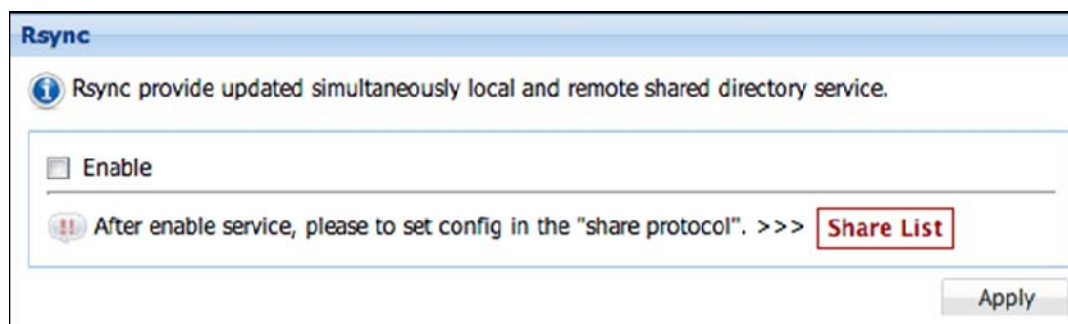 Rsync
Rsync provide updated simultaneously local and remote shared directory service.
Enable
!! After enable service, please to set config in the "share protocol". >>> Share List
Apply